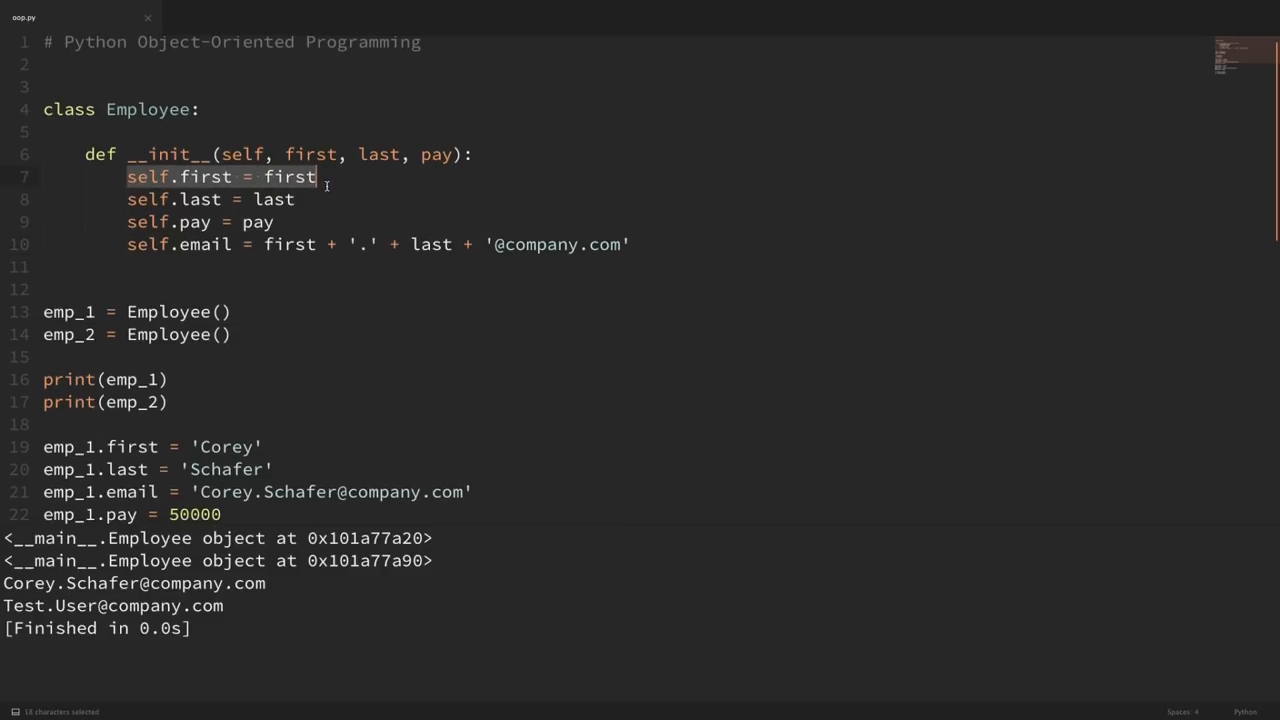 oop.py ×
1 # Python Object-Oriented Programming
2
3
4 class Employee:
5
6     def __init__(self, first, last, pay):
7         self.first = first
8         self.last = last
9         self.pay = pay
10         self.email = first + '.' + last + '@company.com'
11
12
13 emp_1 = Employee()
14 emp_2 = Employee()
15
16 print(emp_1)
17 print(emp_2)
18
19 emp_1.first = 'Corey'
20 emp_1.last = 'Schafer'
21 emp_1.email = 'Corey.Schafer@company.com'
22 emp_1.pay = 50000
<__main__.Employee object at 0x101a77a20>
<__main__.Employee object at 0x101a77a90>
Corey.Schafer@company.com
Test.User@company.com
[Finished in 0.0s]
18 characters selected Spaces: 4 Python